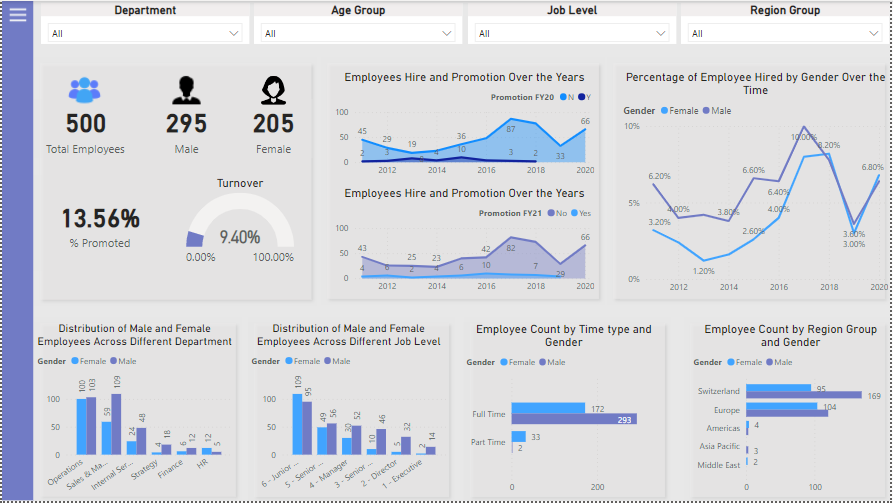 Department
Age Group
Job Level
Region Group
All
All
All
All
500
Total Employees
295
Male
205
Female
13.56%
% Promoted
Turnover
9.40%
0.00%
100.00%
Employees Hire and Promotion Over the Years
Promotion FY20 N Y
100
50
0
45
29
19
36
87
66
2
3
4
10
3
2
33
2012
2014
2016
2018
2020
Employees Hire and Promotion Over the Years
Promotion FY21 No Yes
100
50
0
43
25
23
42
82
66
4
6
2
4
6
10
7
29
2012
2014
2016
2018
2020
Percentage of Employee Hired by Gender Over the
Time
Gender Female Male
10%
5%
0%
6.20%
4.00%
3.80%
6.60%
6.40%
10.00%
8.20%
6.80%
3.20%
1.20%
2.60%
4.00%
3.60%
3.00%
2012
2014
2016
2018
2020
Distribution of Male and Female
Employees Across Different Department
Gender Female Male
100
50
0
100
103
59
109
24
48
4
18
6
12
12
5
Operations
Sales & Ma...
Internal Ser...
Strategy
Finance
HR
Distribution of Male and Female
Employees Across Different Job Level
Gender Female Male
100
50
0
109
95
49
56
30
52
10
46
5
32
2
14
6 - Junior ...
5 - Senior ...
4 - Manager
3 - Senior ...
2 - Director
1 - Executive
Employee Count by Time type and
Gender
Gender Female Male
Full Time
172
293
Part Time
33
2
0
200
Employee Count by Region Group
and Gender
Gender Female Male
Switzerland
95
169
Europe
104
Americas
4
Asia Pacific
3
Middle East
2
0
100